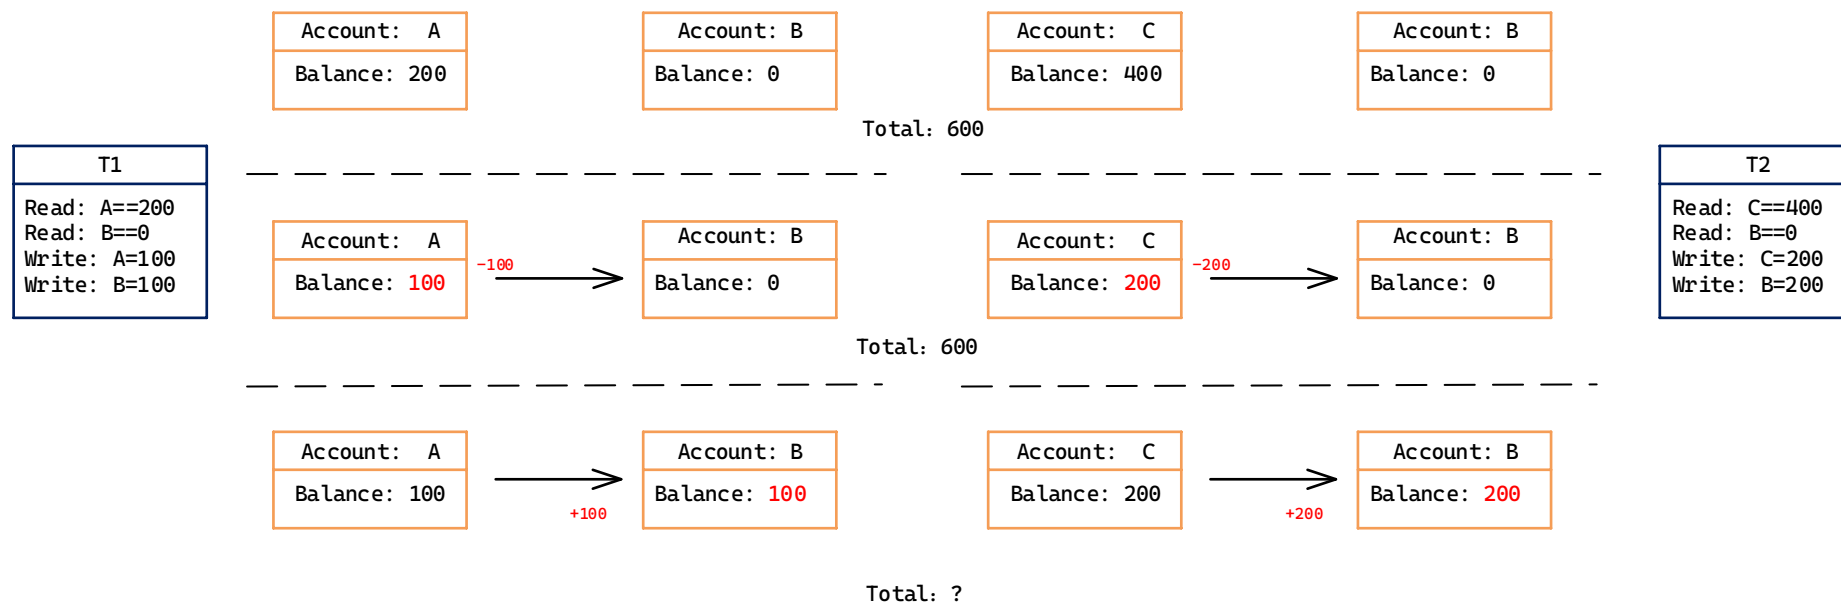 Account: A
Balance: 200
Account: B
Balance: 0
Account: C
Balance: 400
Account: B
Balance: 0
Total: 600
T1
Read: A==200
Read: B==0
Write: A=100
Write: B=100
Account: A
Balance: 100
-100
Account: B
Balance: 0
Account: C
Balance: 200
-200
Account: B
Balance: 0
T2
Read: C==400
Read: B==0
Write: C=200
Write: B=200
Total: 600
Account: A
Balance: 100
+100
Account: B
Balance: 100
Account: C
Balance: 200
+200
Account: B
Balance: 200
Total: ?